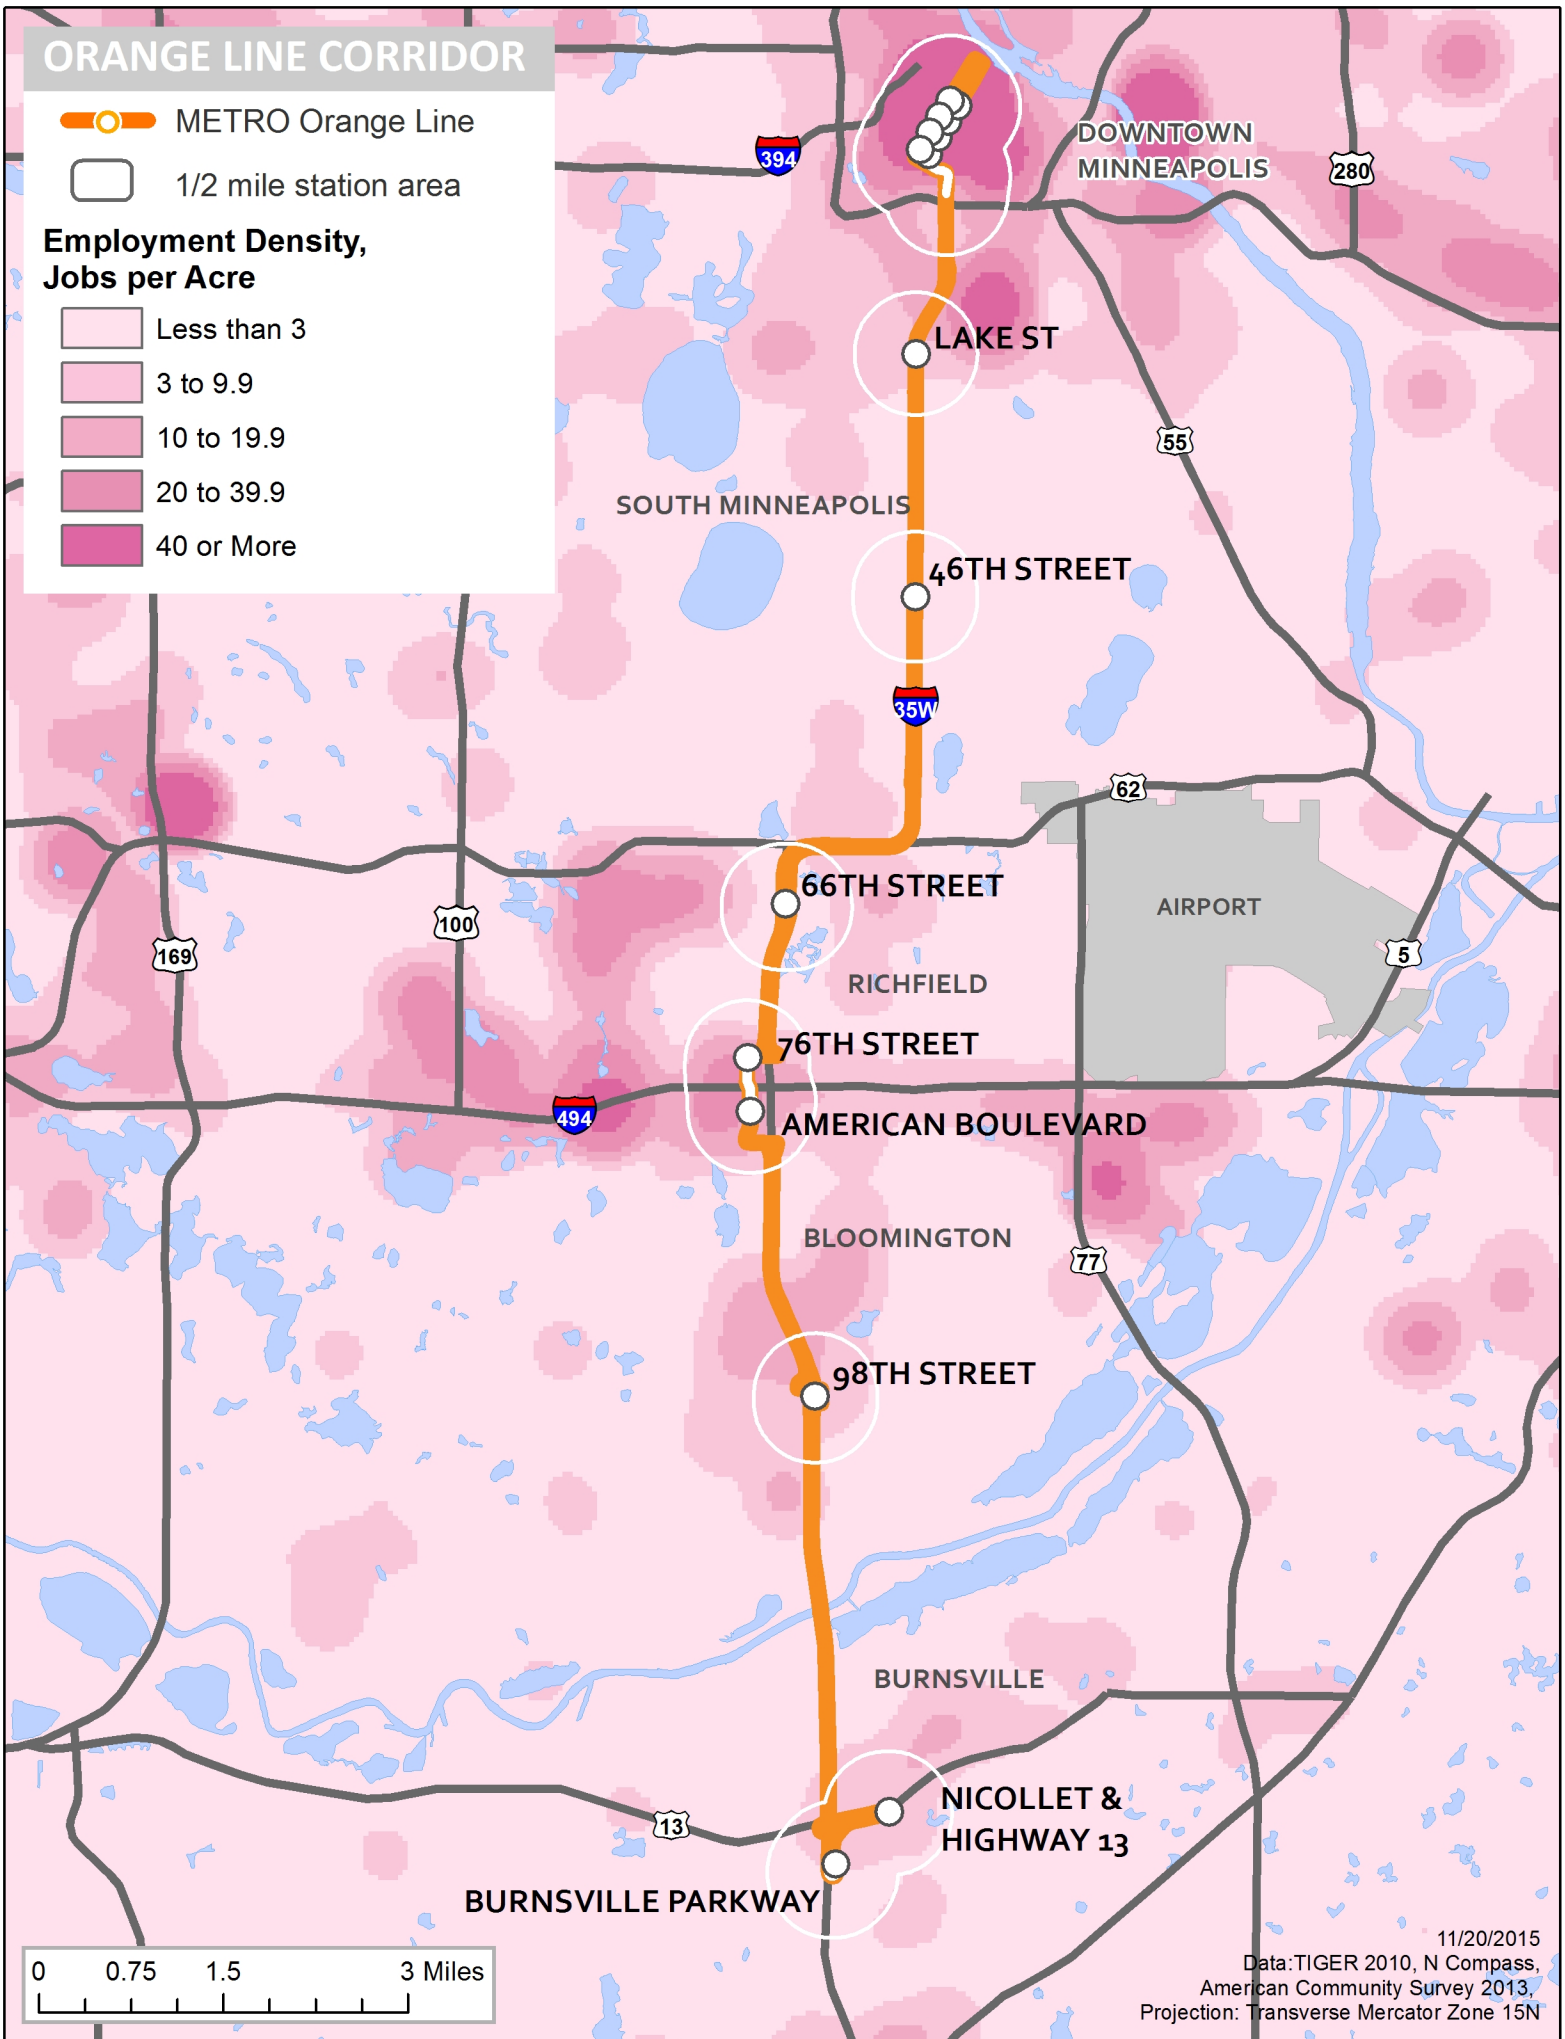 ORANGE LINE CORRIDOR
METRO Orange Line
1/2 mile station area
Employment Density,
Jobs per Acre
Less than 3
3 to 9.9
10 to 19.9
20 to 39.9
40 or More
394
DOWNTOWN
MINNEAPOLIS
280
LAKE ST
55
SOUTH MINNEAPOLIS
46TH STREET
35W
62
66TH STREET
AIRPORT
100
169
5
RICHFIELD
76TH STREET
494
AMERICAN BOULEVARD
BLOOMINGTON
77
98TH STREET
BURNSVILLE
NICOLLET &
HIGHWAY 13
13
BURNSVILLE PARKWAY
0 0.75 1.5 3 Miles
11/20/2015
Data:TIGER 2010, N Compass,
American Community Survey 2013,
Projection: Transverse Mercator Zone 15N